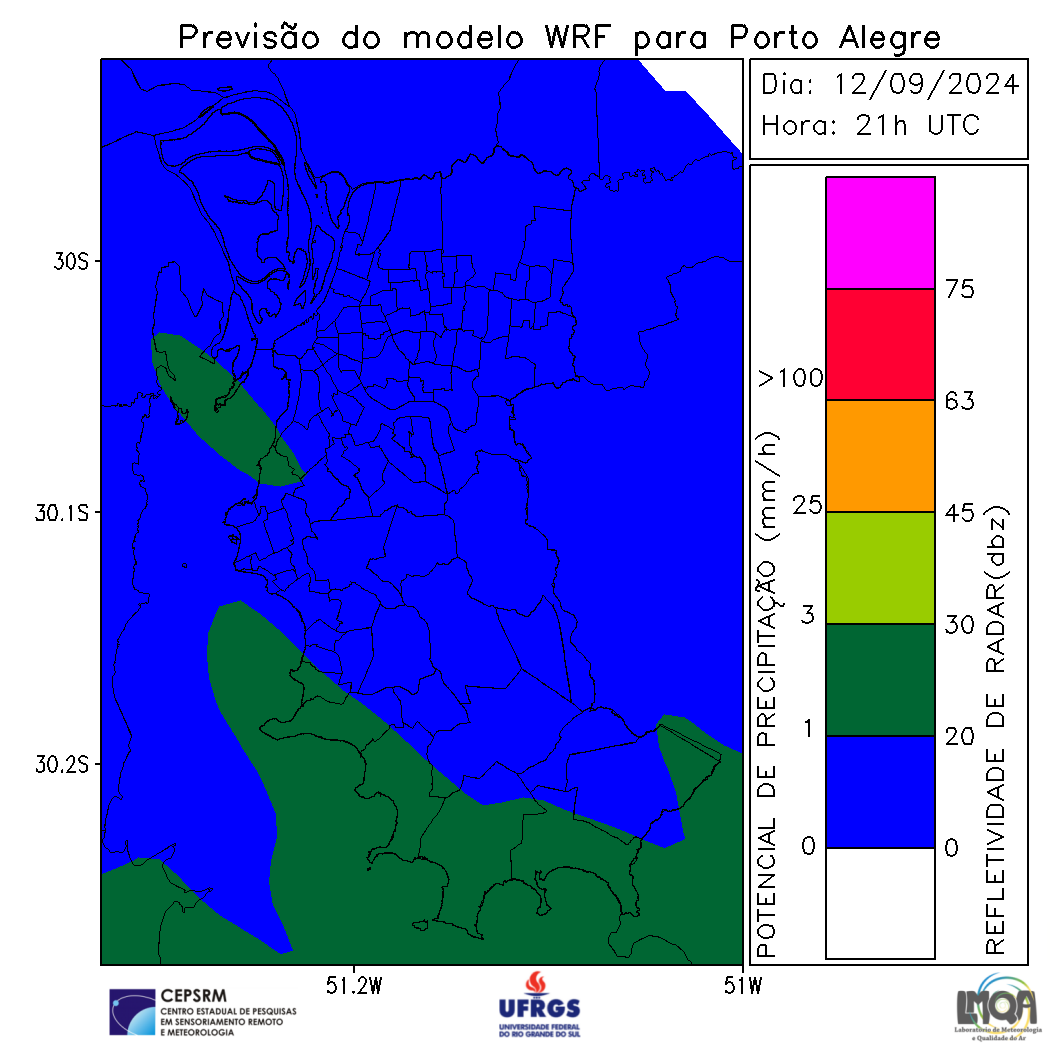 Previsão do modelo WRF para Porto Alegre
Dia: 12/09/2024
Hora: 21h UTC
30S
30.1S
30.2S
51.2W
51W
POTENCIAL DE PRECIPITAÇÃO (mm/h)
>100
25
3
1
0
75
63
45
30
20
0
REFLETIVIDADE DE RADAR(dbz)
CEPSRM
CENTRO ESTADUAL DE PESQUISAS
EM SENSORIAMENTO REMOTO
E METEOROLOGIA
UFRGS
UNIVERSIDADE FEDERAL
DO RIO GRANDE DO SUL
LMQA
Laboratório de Meteorologia
e Qualidade do Ar